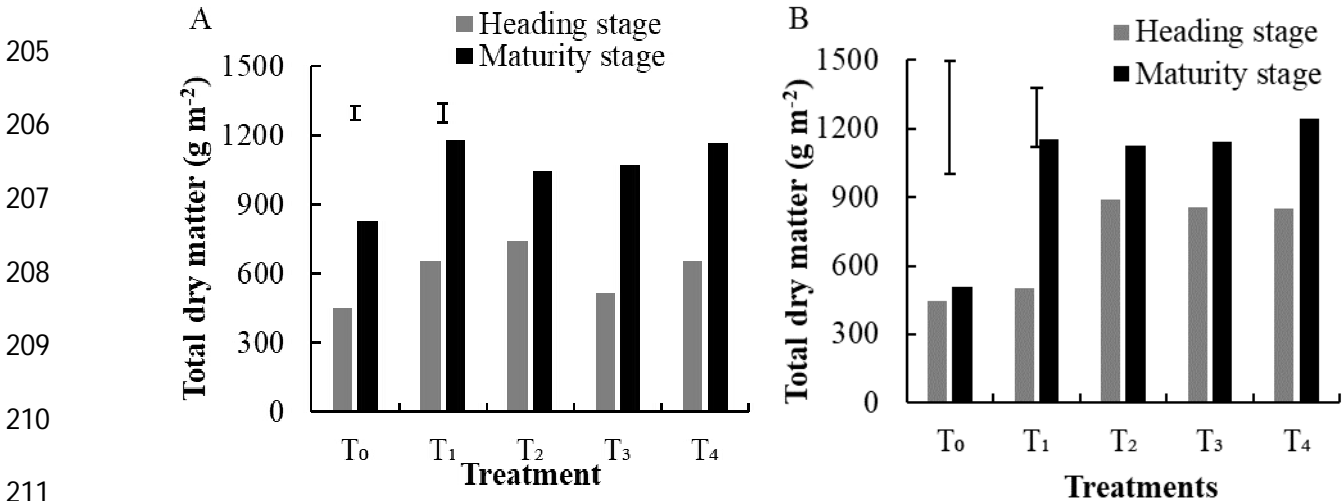 205
206
207
208
209
210
211
A
Heading stage
Maturity stage
Total dry matter (g m⁻²)
1500
1200
900
600
300
0
T₀ T₁ T₂ T₃ T₄
Treatment
B
Heading stage
Maturity stage
Total dry matter (g m⁻²)
1500
1200
900
600
300
0
T₀ T₁ T₂ T₃ T₄
Treatments